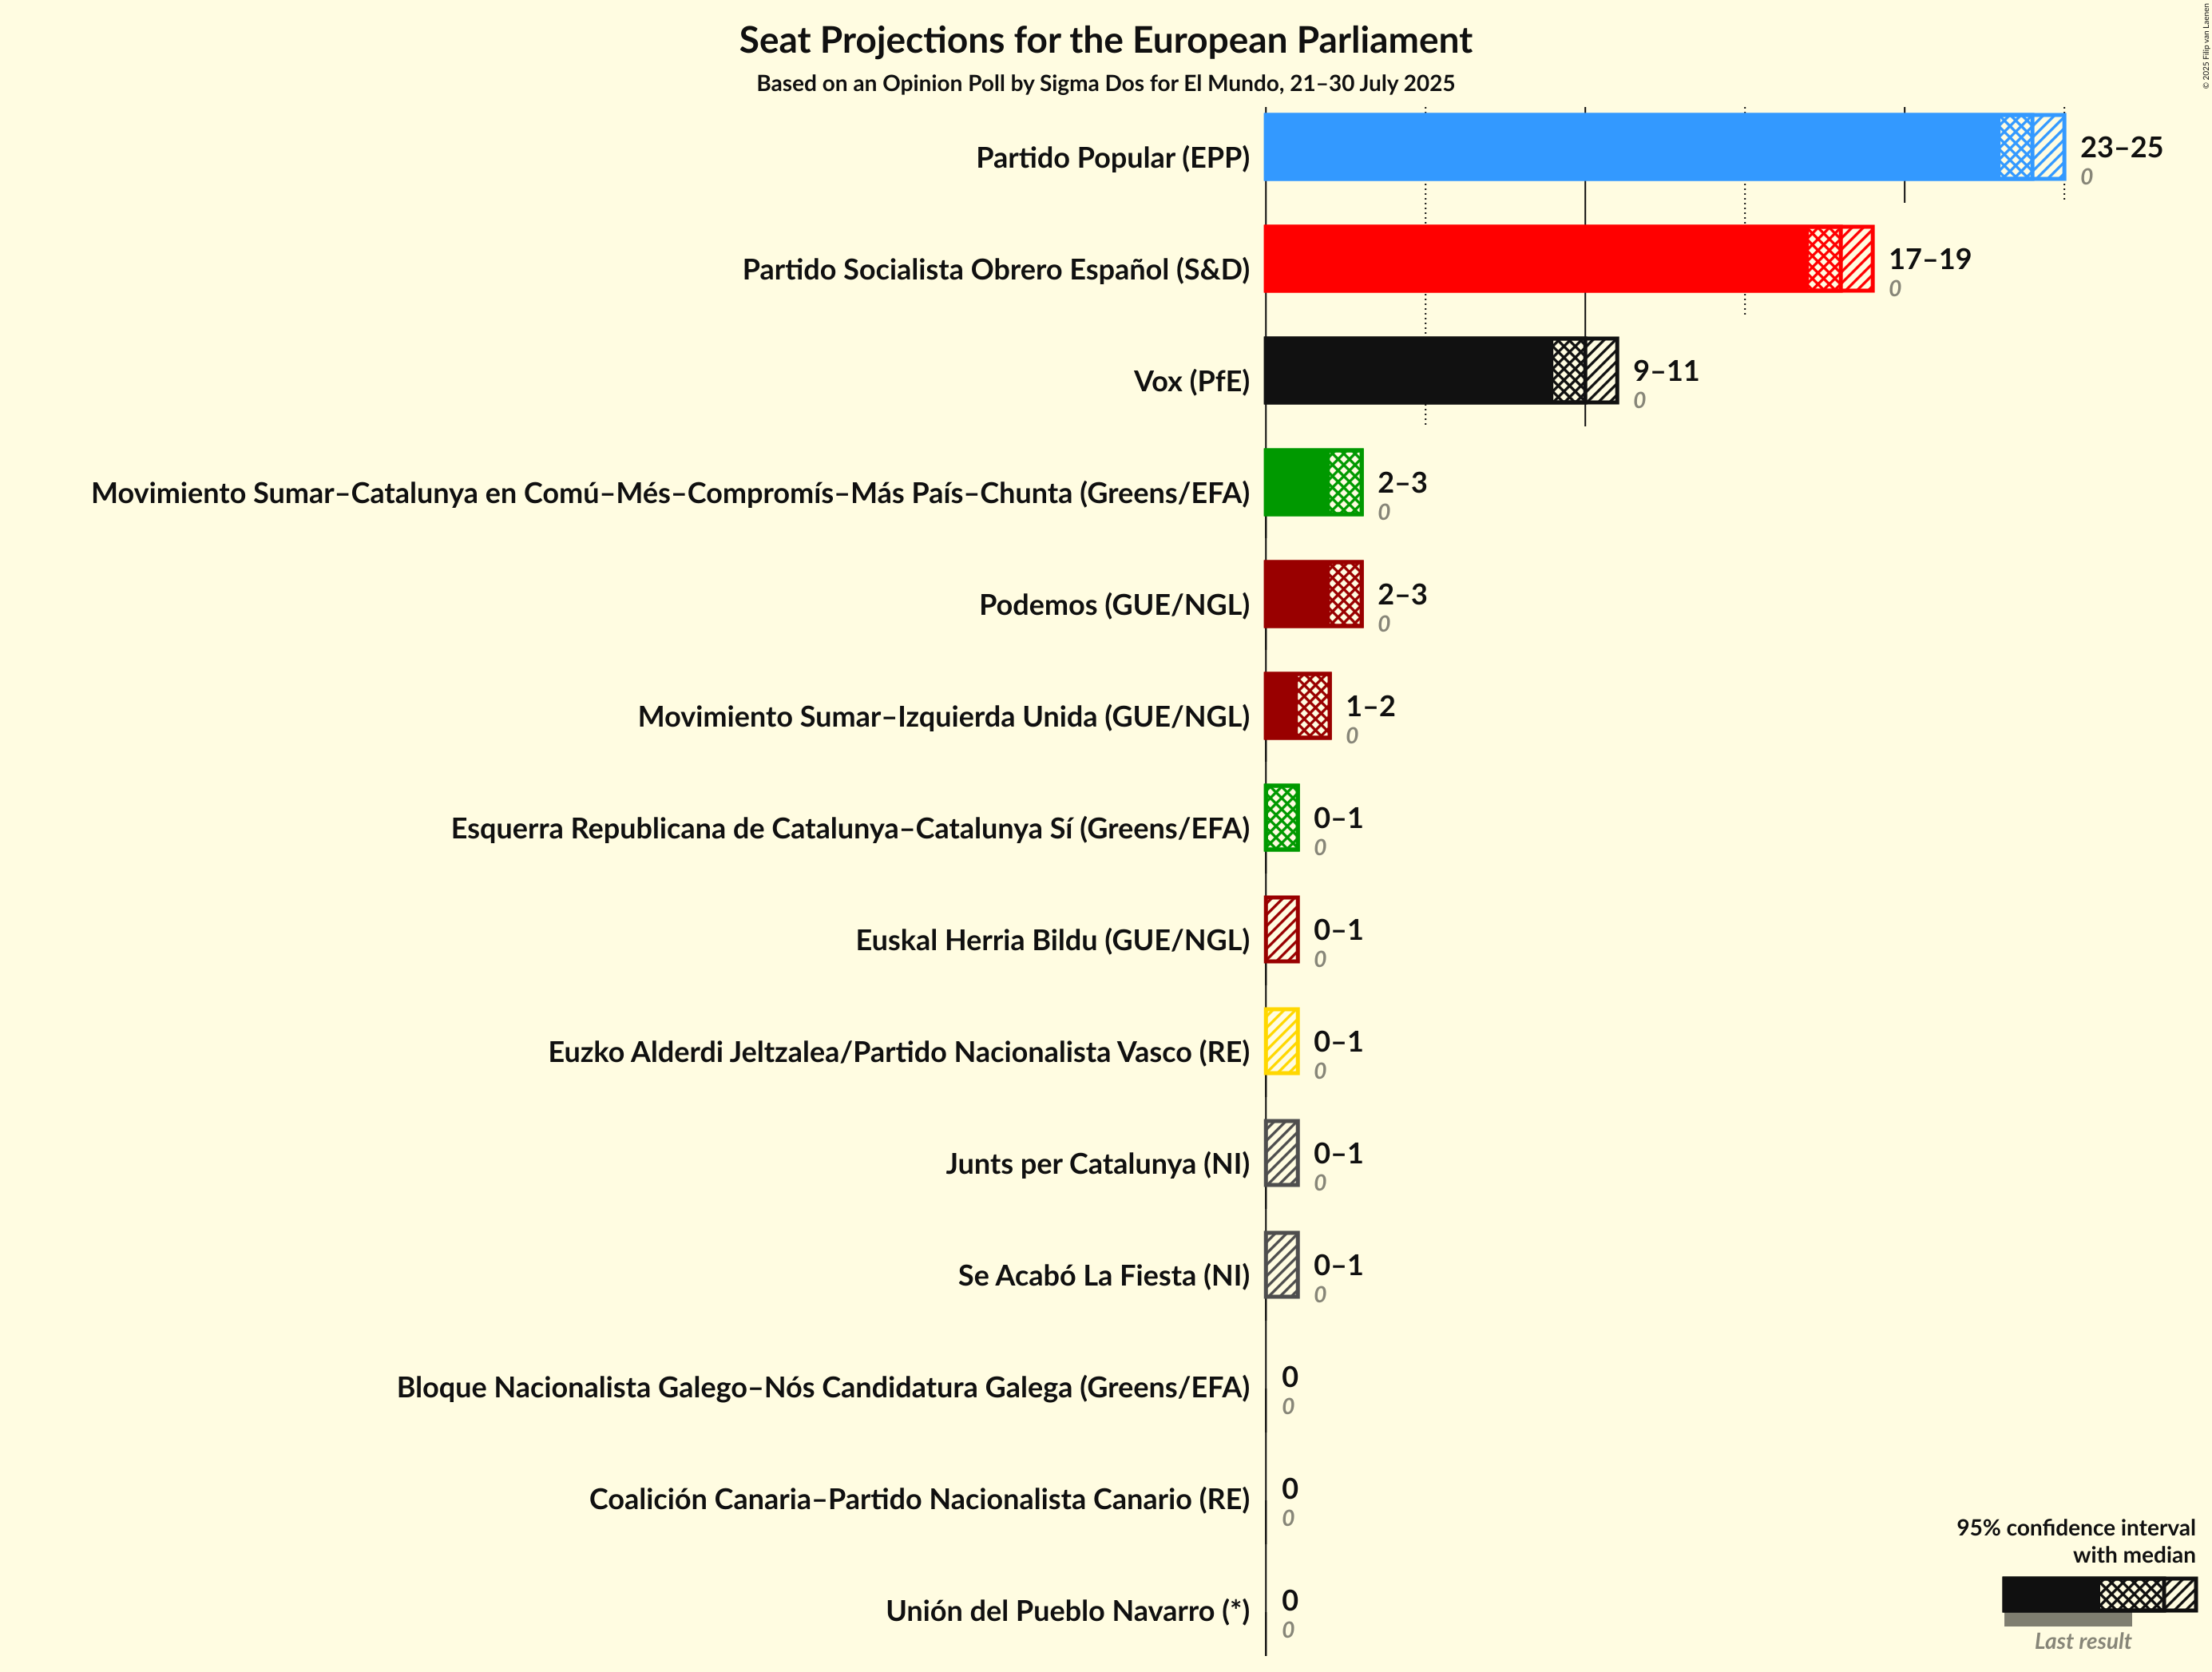 Seat Projections for the European Parliament
Based on an Opinion Poll by Sigma Dos for El Mundo, 21–30 July 2025
© 2025 Filip van Laenen
Partido Popular (EPP)
23–25
0
Partido Socialista Obrero Español (S&D)
17–19
0
Vox (PfE)
9–11
0
Movimiento Sumar–Catalunya en Comú–Més–Compromís–Más País–Chunta (Greens/EFA)
2–3
0
Podemos (GUE/NGL)
2–3
0
Movimiento Sumar–Izquierda Unida (GUE/NGL)
1–2
0
Esquerra Republicana de Catalunya–Catalunya Sí (Greens/EFA)
0–1
0
Euskal Herria Bildu (GUE/NGL)
0–1
0
Euzko Alderdi Jeltzalea/Partido Nacionalista Vasco (RE)
0–1
0
Junts per Catalunya (NI)
0–1
0
Se Acabó La Fiesta (NI)
0–1
0
Bloque Nacionalista Galego–Nós Candidatura Galega (Greens/EFA)
0
0
Coalición Canaria–Partido Nacionalista Canario (RE)
0
0
Unión del Pueblo Navarro (*)
0
0
95% confidence interval
with median
Last result